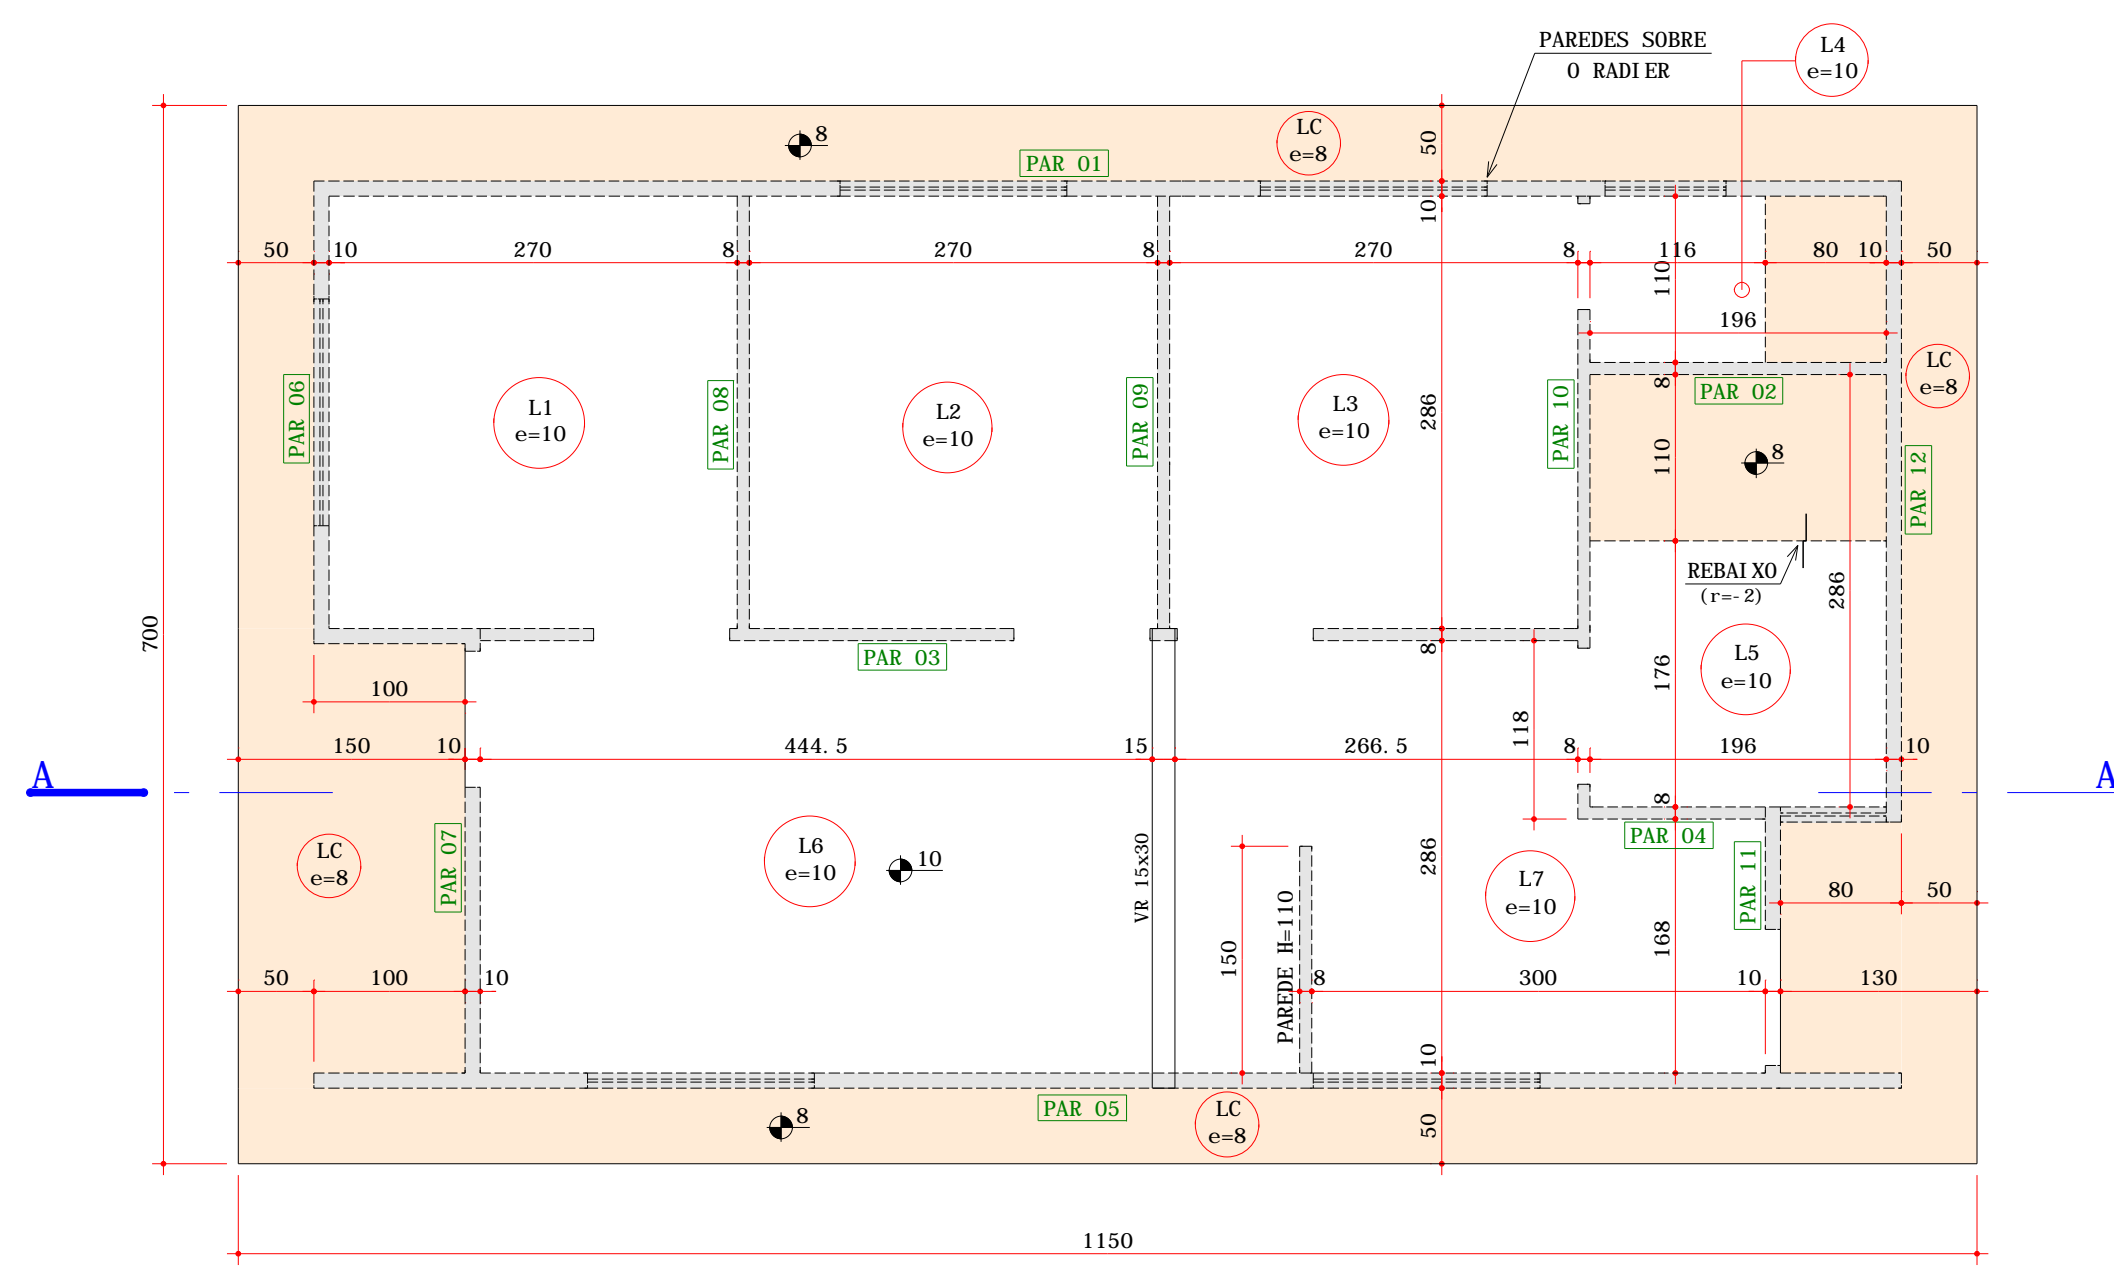 PAREDES SOBRE
O RADIER
L4
e=10
8
LC
e=8
50
PAR 01
10
50
10
270
8
270
8
270
8
116
80
10
50
110
196
LC
e=8
PAR 06
L1
e=10
PAR 08
L2
e=10
PAR 09
L3
e=10
286
PAR 10
8
PAR 02
110
8
PAR 12
REBAIXO
(r=-2)
286
700
PAR 03
8
176
L5
e=10
100
118
150
10
444.5
15
266.5
8
196
10
A
A
8
PAR 04
LC
e=8
PAR 07
L6
e=10
10
VR 15x30
286
L7
e=10
PAR 11
80
50
150
PAREDE H=110
168
50
100
10
8
300
10
130
10
PAR 05
8
LC
e=8
50
1150